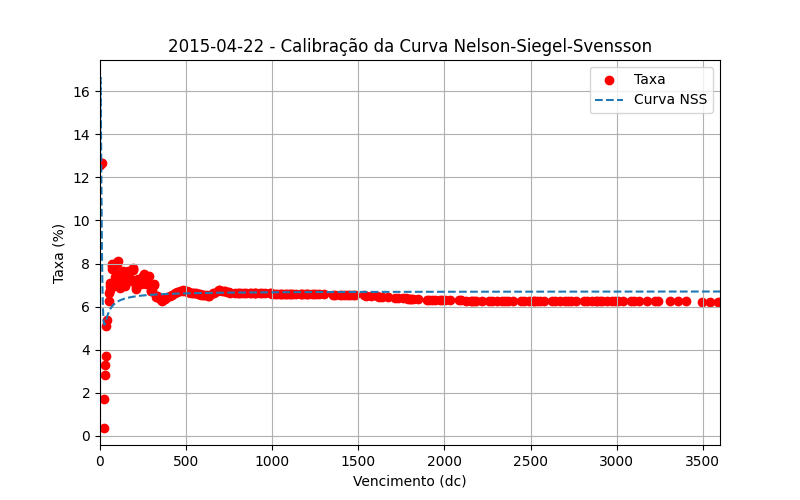 2015-04-22 - Calibração da Curva Nelson-Siegel-Svensson
Taxa
Curva NSS
Taxa (%)
16
14
12
10
8
6
4
2
0
0 500 1000 1500 2000 2500 3000 3500
Vencimento (dc)